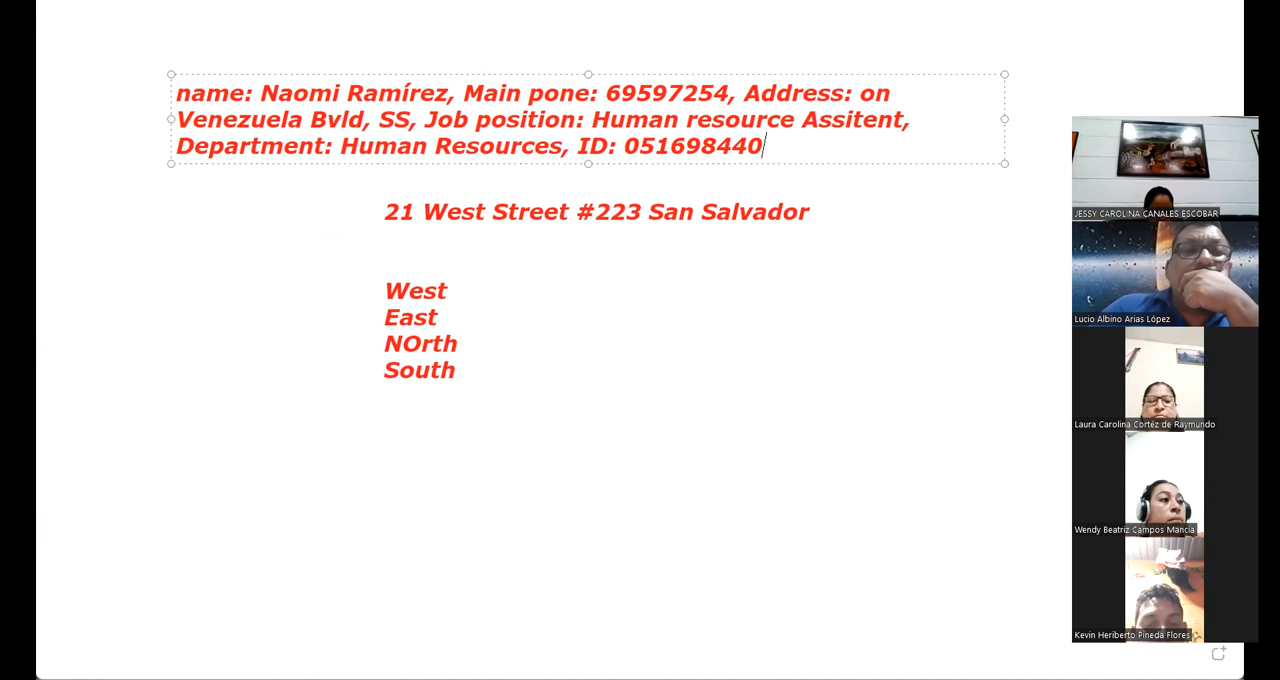 name: Naomi Ramírez, Main pone: 69597254, Address: on
Venezuela Bvld, SS, Job position: Human resource Assitent,
Department: Human Resources, ID: 051698440
21 West Street #223 San Salvador
West
East
NOrth
South
JESSY CAROLINA CANALES ESCOBAR
Lucio Albino Arias López
Laura Carolina Cortéz de Raymundo
Wendy Beatriz Campos Mancía
Kevin Heriberto Pineda Flores